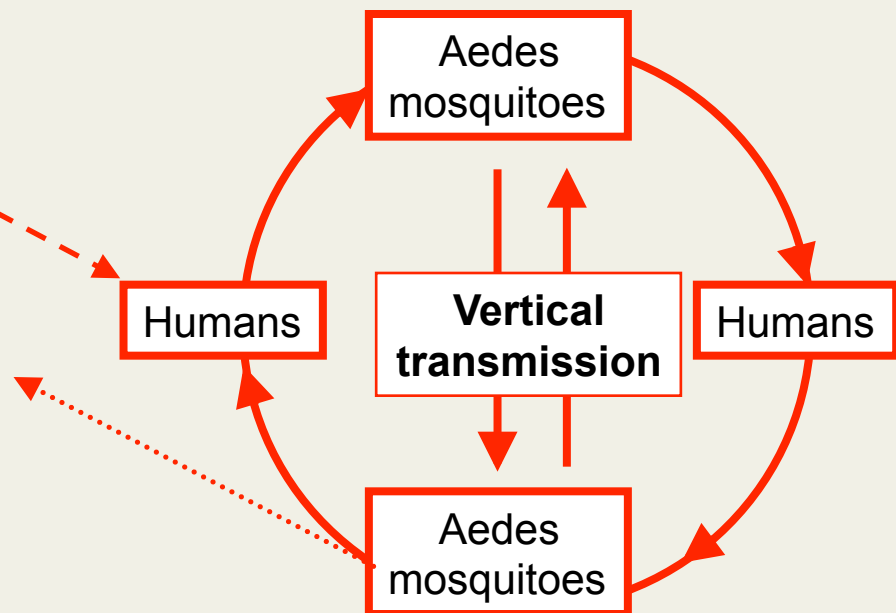 Aedes
mosquitoes
Humans
Vertical
transmission
Humans
Aedes
mosquitoes